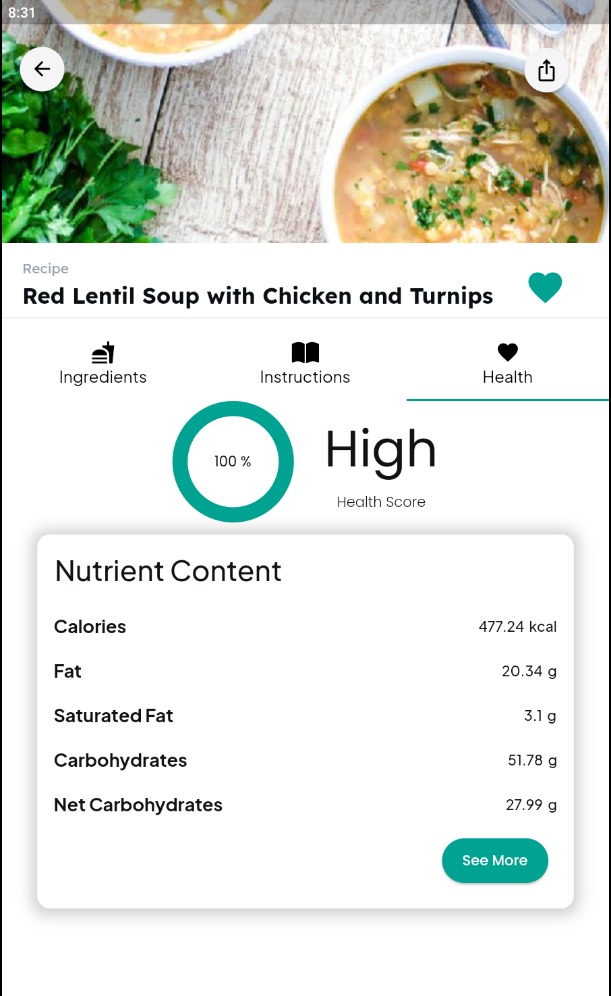 8:31
Recipe
Red Lentil Soup with Chicken and Turnips
Ingredients Instructions Health
100 %
High
Health Score
Nutrient Content
Calories 477.24 kcal
Fat 20.34 g
Saturated Fat 3.1 g
Carbohydrates 51.78 g
Net Carbohydrates 27.99 g
See More